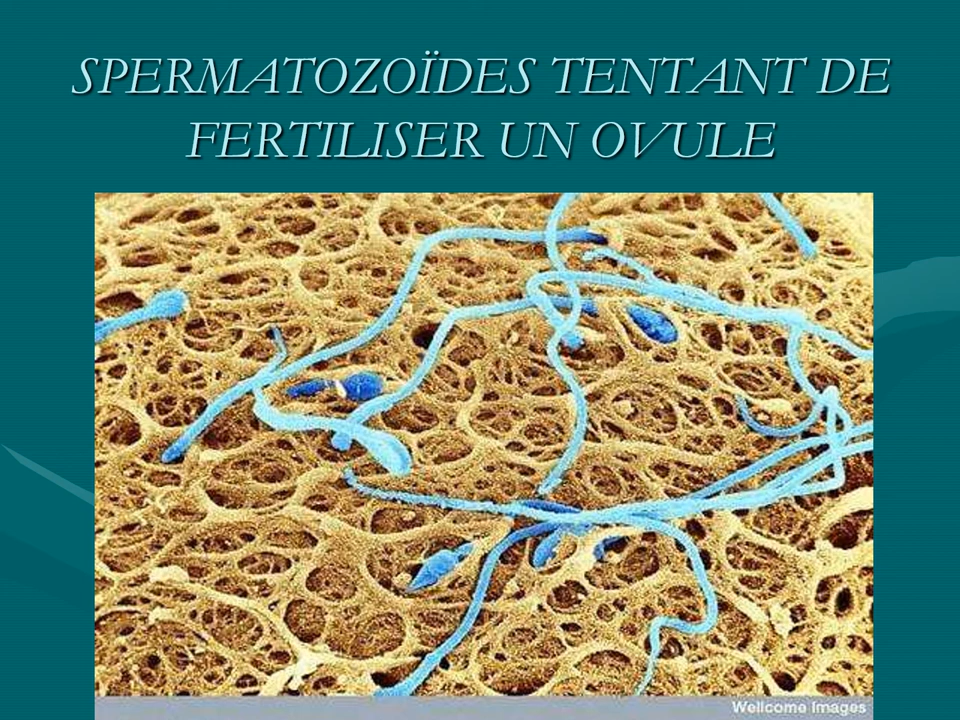 SPERMATOZOÏDES TENTANT DE
FERTILISER UN OVULE
Wellcome Images